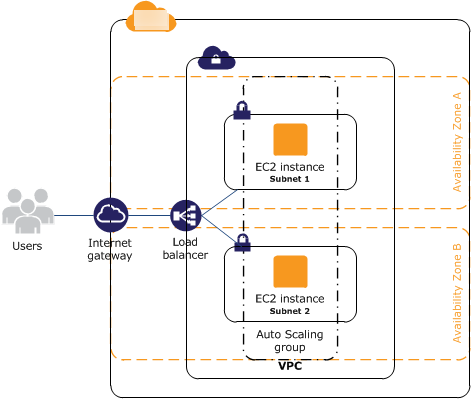 Availability Zone A
EC2 instance
Subnet 1
Users
Internet
gateway
Load
balancer
Availability Zone B
EC2 instance
Subnet 2
Auto Scaling
group
VPC